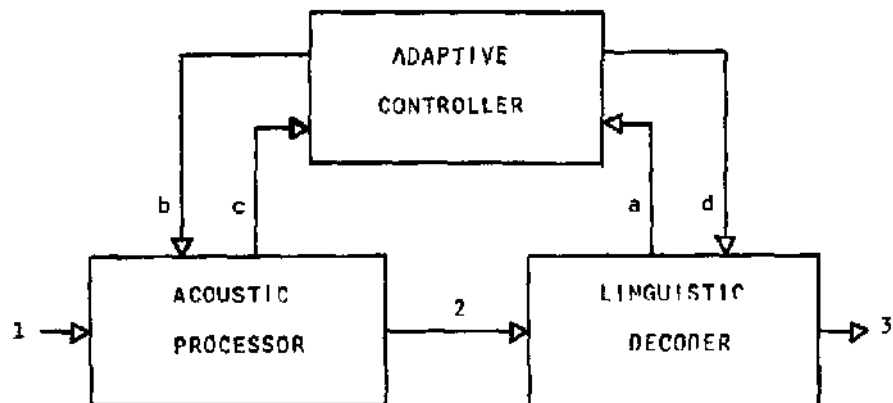 ADAPTIVE
CONTROLLER
b
c
a
d
ACOUSTIC
PROCESSOR
LINGUISTIC
DECODER
1
2
3